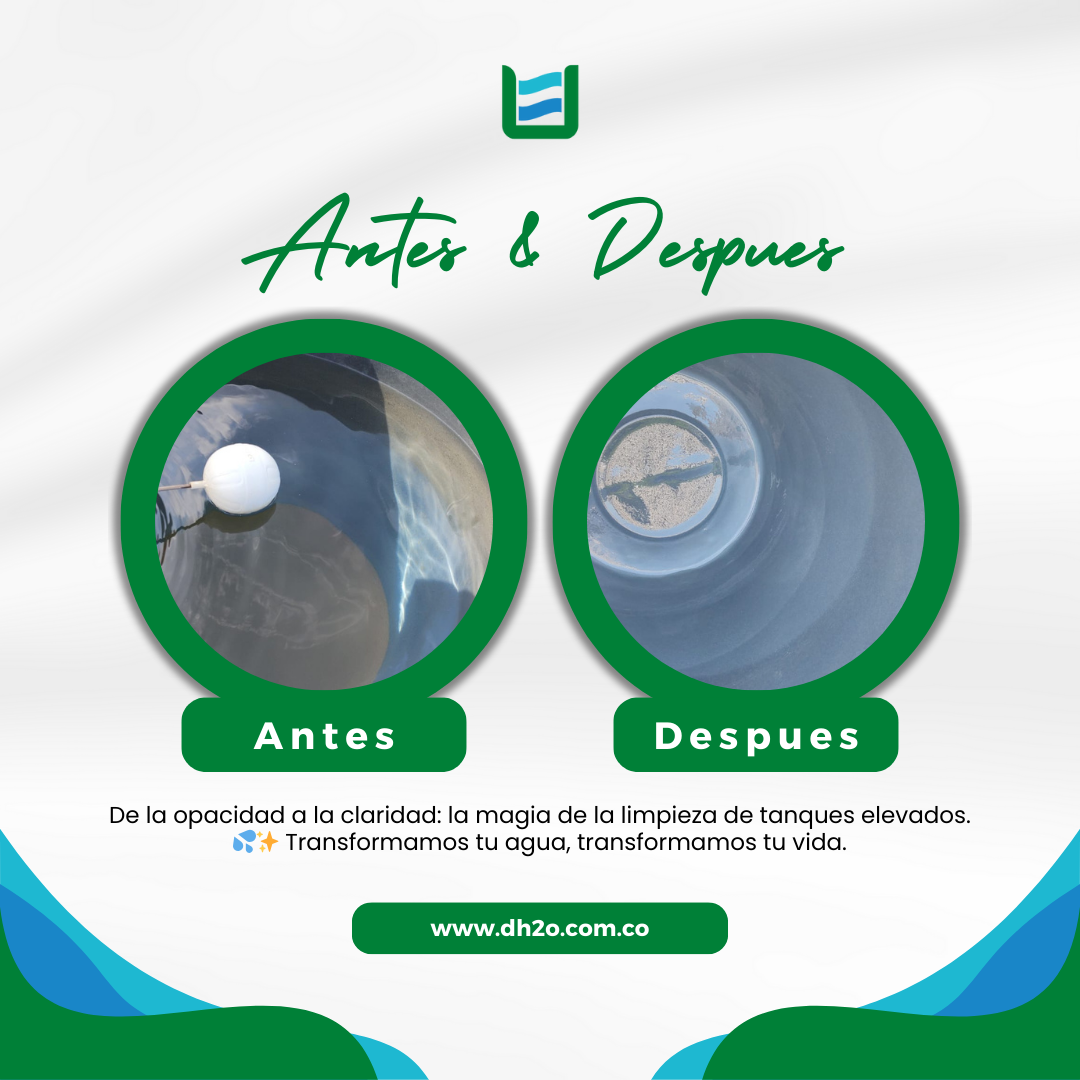 Antes & Despues
Antes
Despues
De la opacidad a la claridad: la magia de la limpieza de tanques elevados.
💦✨ Transformamos tu agua, transformamos tu vida.
www.dh2o.com.co